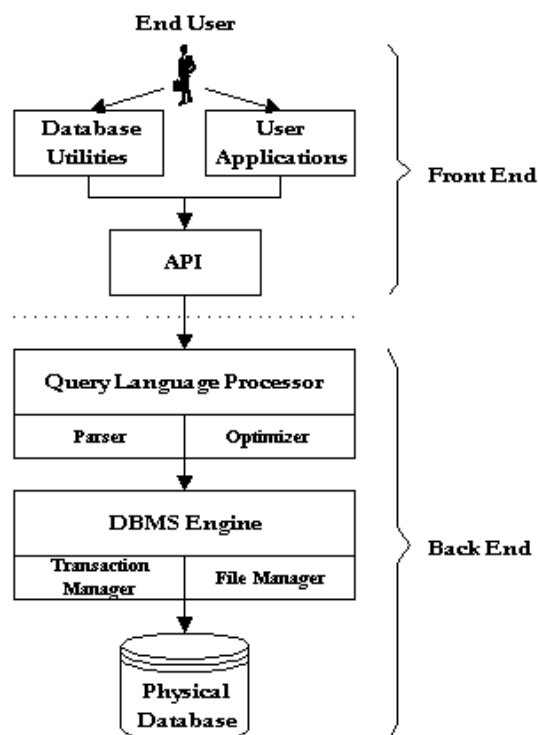 End User
Database
Utilities
User
Applications
Front End
API
Query Language Processor
Parser
Optimizer
DBMS Engine
Transaction
Manager
File Manager
Back End
Physical
Database